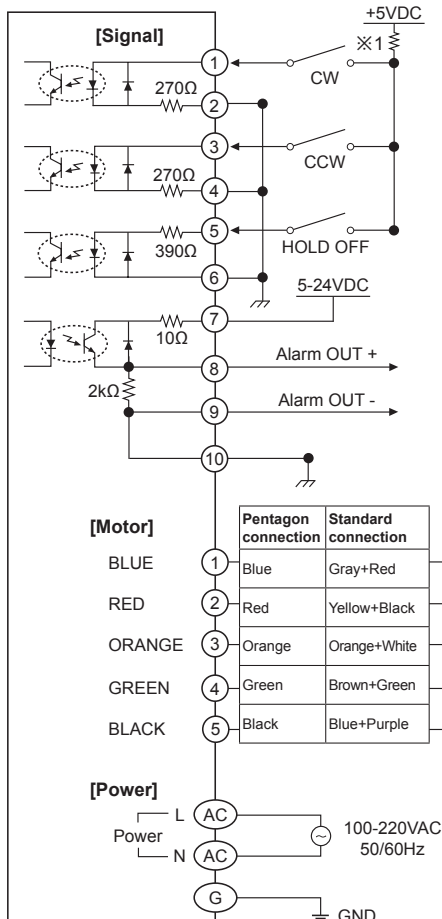 +5VDC
[Signal]
※1
1
CW
270Ω
2
3
CCW
270Ω
4
5
390Ω
HOLD OFF
6
5-24VDC
7
10Ω
Alarm OUT +
8
2kΩ
Alarm OUT -
9
10
[Motor]
Pentagon connection
Standard connection
BLUE 1 Blue Gray+Red
RED 2 Red Yellow+Black
ORANGE 3 Orange Orange+White
GREEN 4 Green Brown+Green
BLACK 5 Black Blue+Purple
[Power]
L AC
Power
100-220VAC
50/60Hz
N AC
G
GND